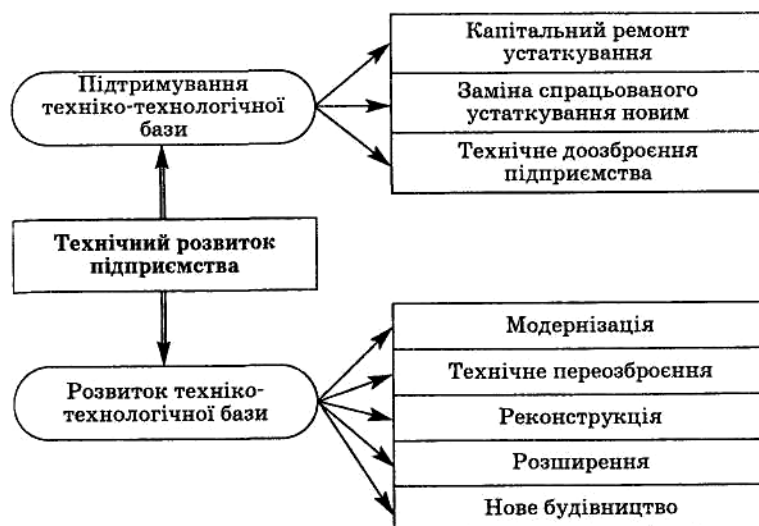 Підтримування
техніко-технологічної
бази
Капітальний ремонт
устаткування
Заміна спрацьованого
устаткування новим
Технічне доозброєння
підприємства
Технічний розвиток
підприємства
Розвиток техніко-
технологічної бази
Модернізація
Технічне переозброєння
Реконструкція
Розширення
Нове будівництво